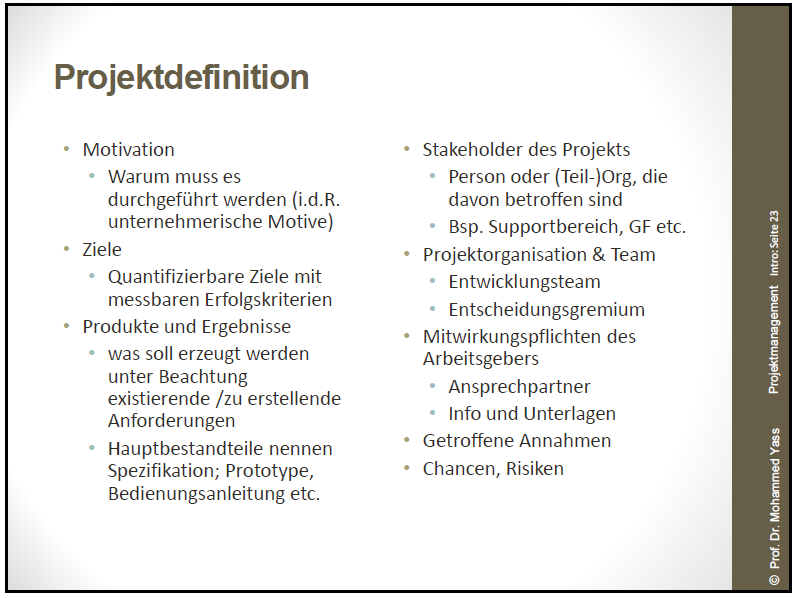 Projektdefinition
• Motivation
• Warum muss es
durchgeführt werden (i.d.R.
unternehmerische Motive)
• Ziele
• Quantifizierbare Ziele mit
messbaren Erfolgskriterien
• Produkte und Ergebnisse
• was soll erzeugt werden
unter Beachtung
existierende /zu erstellende
Anforderungen
• Hauptbestandteile nennen
Spezifikation; Prototype,
Bedienungsanleitung etc.
• Stakeholder des Projekts
• Person oder (Teil-)Org, die
davon betroffen sind
• Bsp. Supportbereich, GF etc.
• Projektorganisation & Team
• Entwicklungsteam
• Entscheidungsgremium
• Mitwirkungspflichten des
Arbeitsgebers
• Ansprechpartner
• Info und Unterlagen
• Getroffene Annahmen
• Chancen, Risiken
© Prof. Dr. Mohammed Yass Projektmanagement Intro: Seite 23